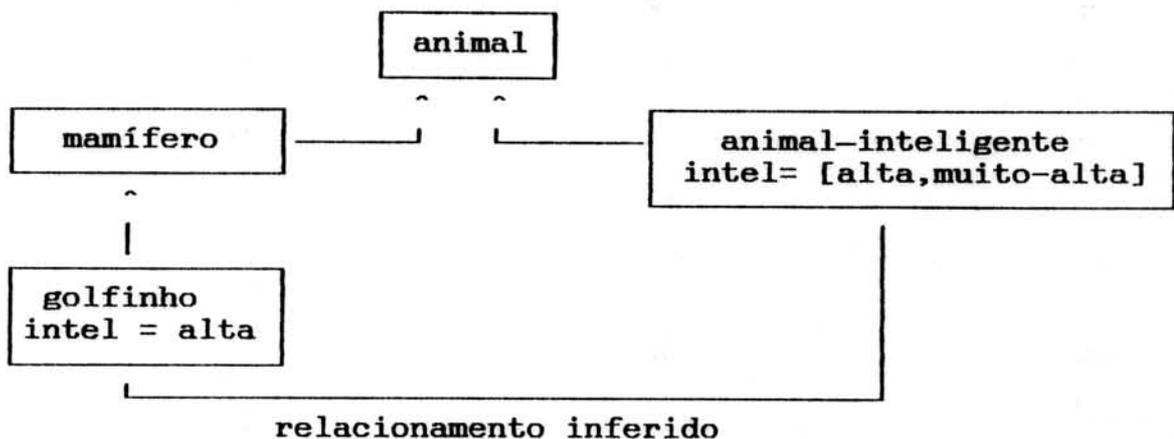 animal
mamífero
animal—inteligente
intel= [alta,muito-alta]
golfinho
intel = alta
relacionamento inferido